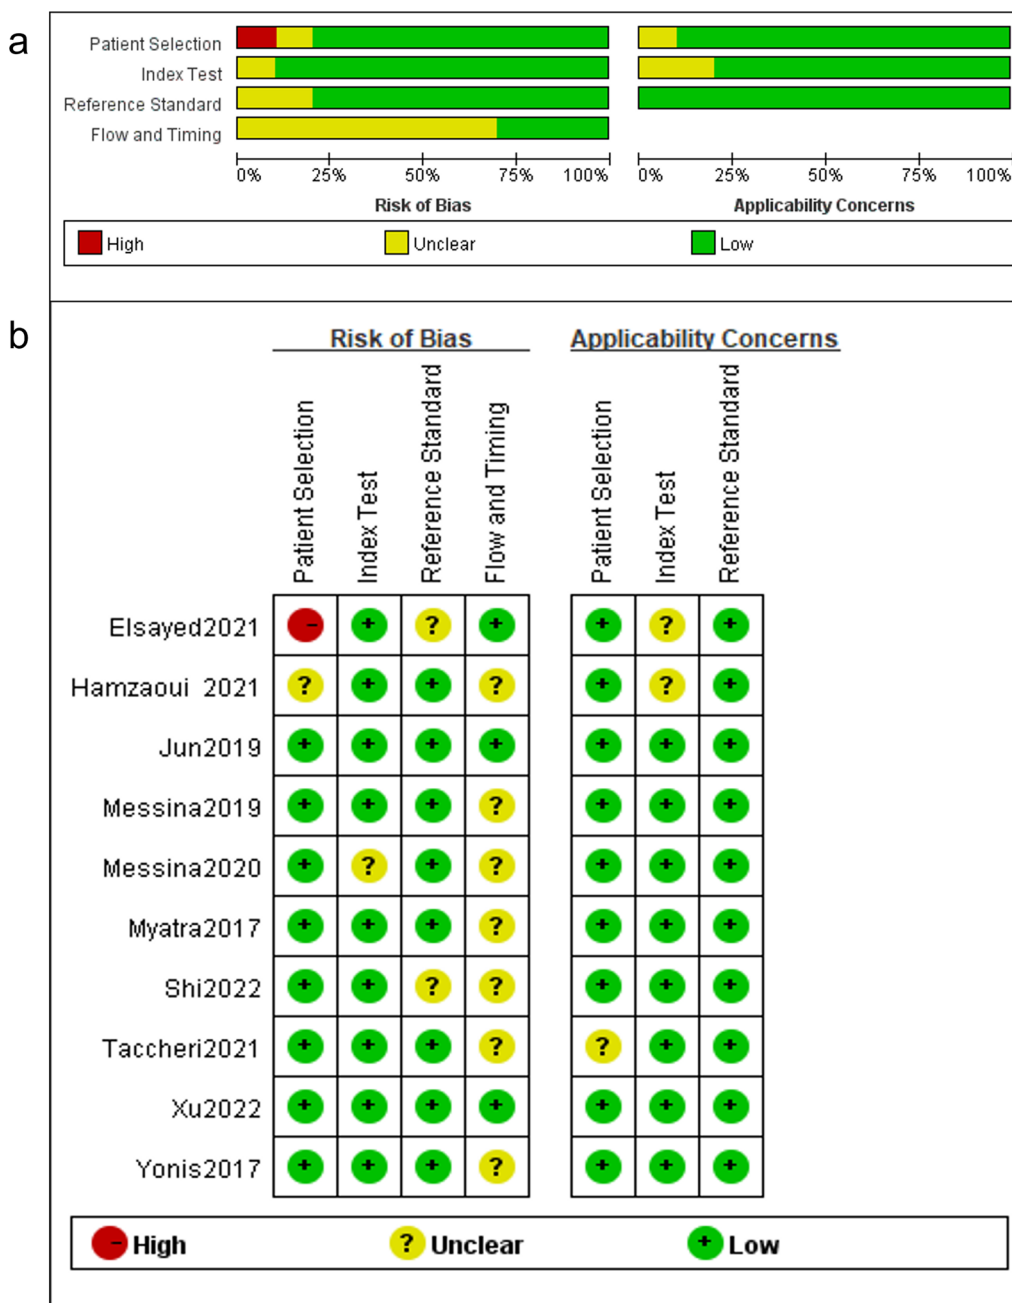 a
Patient Selection
Index Test
Reference Standard
Flow and Timing
0% 25% 50% 75% 100% 0% 25% 50% 75% 100%
Risk of Bias Applicability Concerns
High Unclear Low
b
Risk of Bias Applicability Concerns
Patient Selection Index Test Reference Standard Flow and Timing Patient Selection Index Test Reference Standard
Elsayed2021 - + ? + + ? +
Hamzaoui 2021 ? + + ? + ? +
Jun2019 + + + + + + +
Messina2019 + + + ? + + +
Messina2020 + ? + ? + + +
Myatra2017 + + + ? + + +
Shi2022 + + ? ? + + +
Taccheri2021 + + + ? ? + +
Xu2022 + + + + + + +
Yonis2017 + + + ? + + +
- High ? Unclear + Low